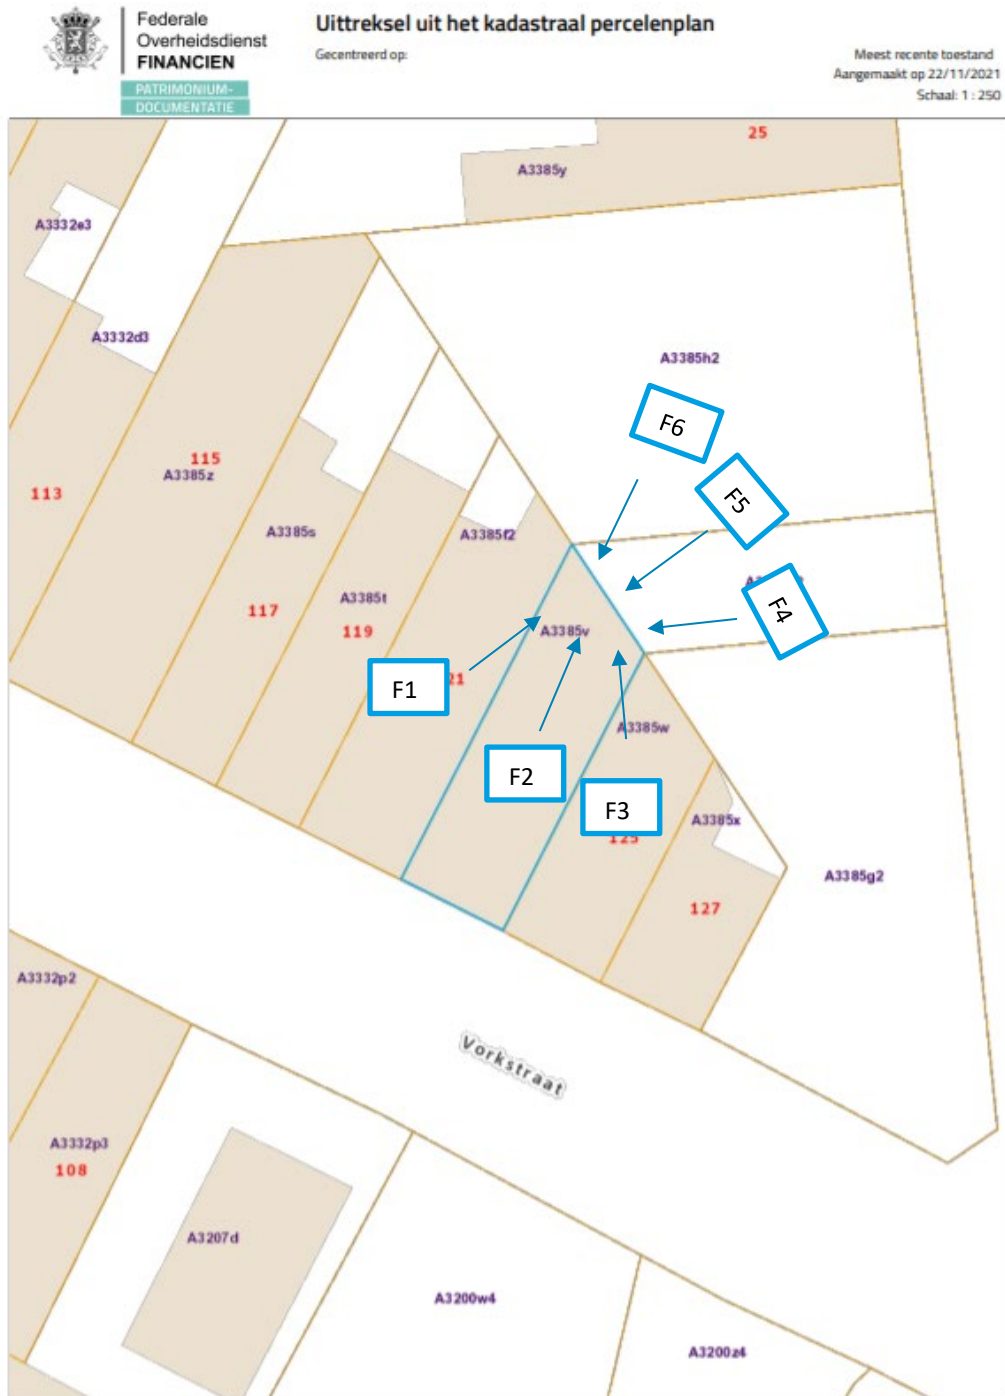 Federale
Overheidsdienst
FINANCIEN
PATRIMONIUM-
DOCUMENTATIE
Uittreksel uit het kadastraal percelenplan
Gecentreerd op:
Meest recente toestand
Aangemaakt op 22/11/2021
Schaal: 1 : 250
25
A3385y
A3332e3
A3332d3
A3385h2
F6
115
A3385z
113
F5
A3385s
A3385f2
A3385t
117
119
F4
A3385v
F1
21
A3385w
F2
F3
125
A3385x
A3385g2
127
A3332p2
Vorkstraat
A3332p3
108
A3207d
A3200w4
A3200z4